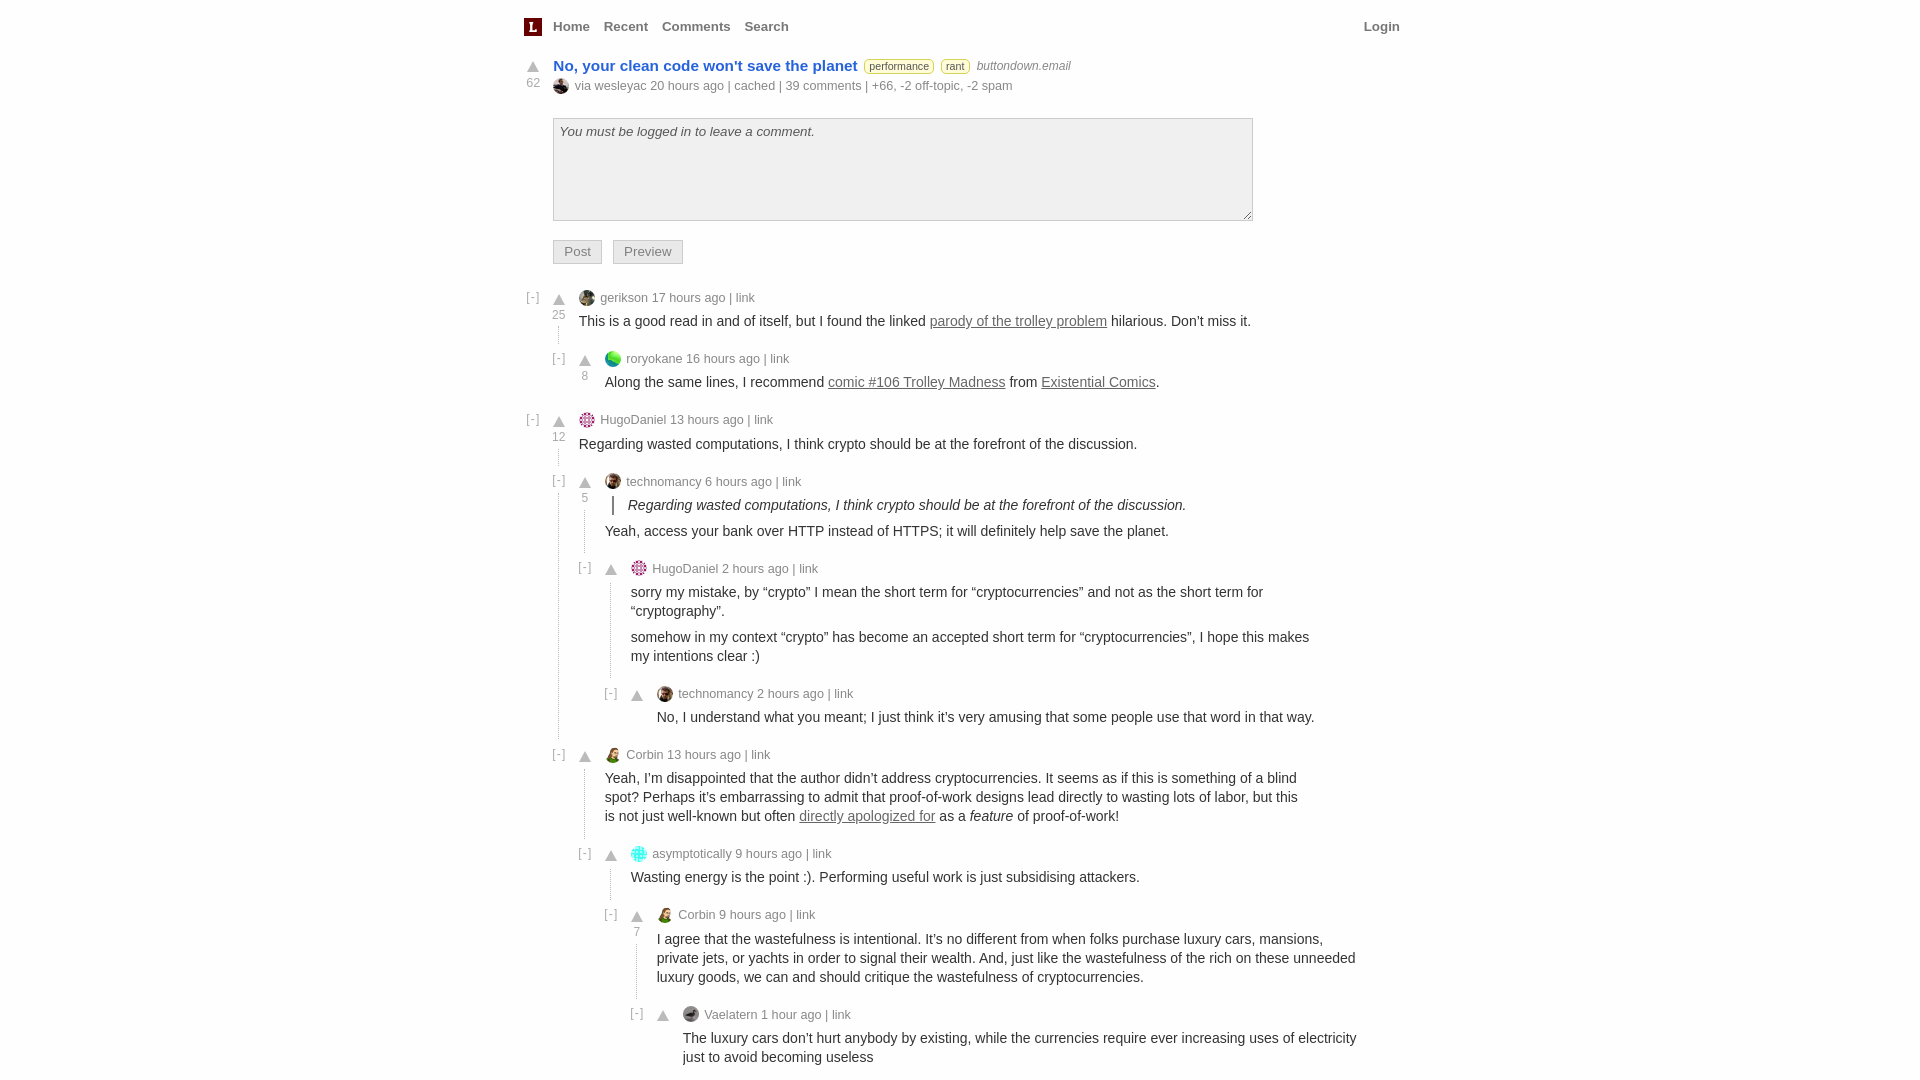 L Home Recent Comments Search Login
No, your clean code won't save the planet performance rant buttondown.email
62 via wesleyac 20 hours ago | cached | 39 comments | +66, -2 off-topic, -2 spam
You must be logged in to leave a comment.
Post Preview
[-] gerikson 17 hours ago | link
25
This is a good read in and of itself, but I found the linked parody of the trolley problem hilarious. Don’t miss it.
[-] roryokane 16 hours ago | link
8
Along the same lines, I recommend comic #106 Trolley Madness from Existential Comics.
[-] HugoDaniel 13 hours ago | link
12
Regarding wasted computations, I think crypto should be at the forefront of the discussion.
[-] technomancy 6 hours ago | link
5
Regarding wasted computations, I think crypto should be at the forefront of the discussion.
Yeah, access your bank over HTTP instead of HTTPS; it will definitely help save the planet.
[-] HugoDaniel 2 hours ago | link
sorry my mistake, by “crypto” I mean the short term for “cryptocurrencies” and not as the short term for
“cryptography”.
somehow in my context “crypto” has become an accepted short term for “cryptocurrencies”, I hope this makes
my intentions clear :)
[-] technomancy 2 hours ago | link
No, I understand what you meant; I just think it’s very amusing that some people use that word in that way.
[-] Corbin 13 hours ago | link
Yeah, I’m disappointed that the author didn’t address cryptocurrencies. It seems as if this is something of a blind
spot? Perhaps it’s embarrassing to admit that proof-of-work designs lead directly to wasting lots of labor, but this
is not just well-known but often directly apologized for as a feature of proof-of-work!
[-] asymptotically 9 hours ago | link
Wasting energy is the point :). Performing useful work is just subsidising attackers.
[-] Corbin 9 hours ago | link
7
I agree that the wastefulness is intentional. It’s no different from when folks purchase luxury cars, mansions,
private jets, or yachts in order to signal their wealth. And, just like the wastefulness of the rich on these unneeded
luxury goods, we can and should critique the wastefulness of cryptocurrencies.
[-] Vaelatern 1 hour ago | link
The luxury cars don’t hurt anybody by existing, while the currencies require ever increasing uses of electricity
just to avoid becoming useless